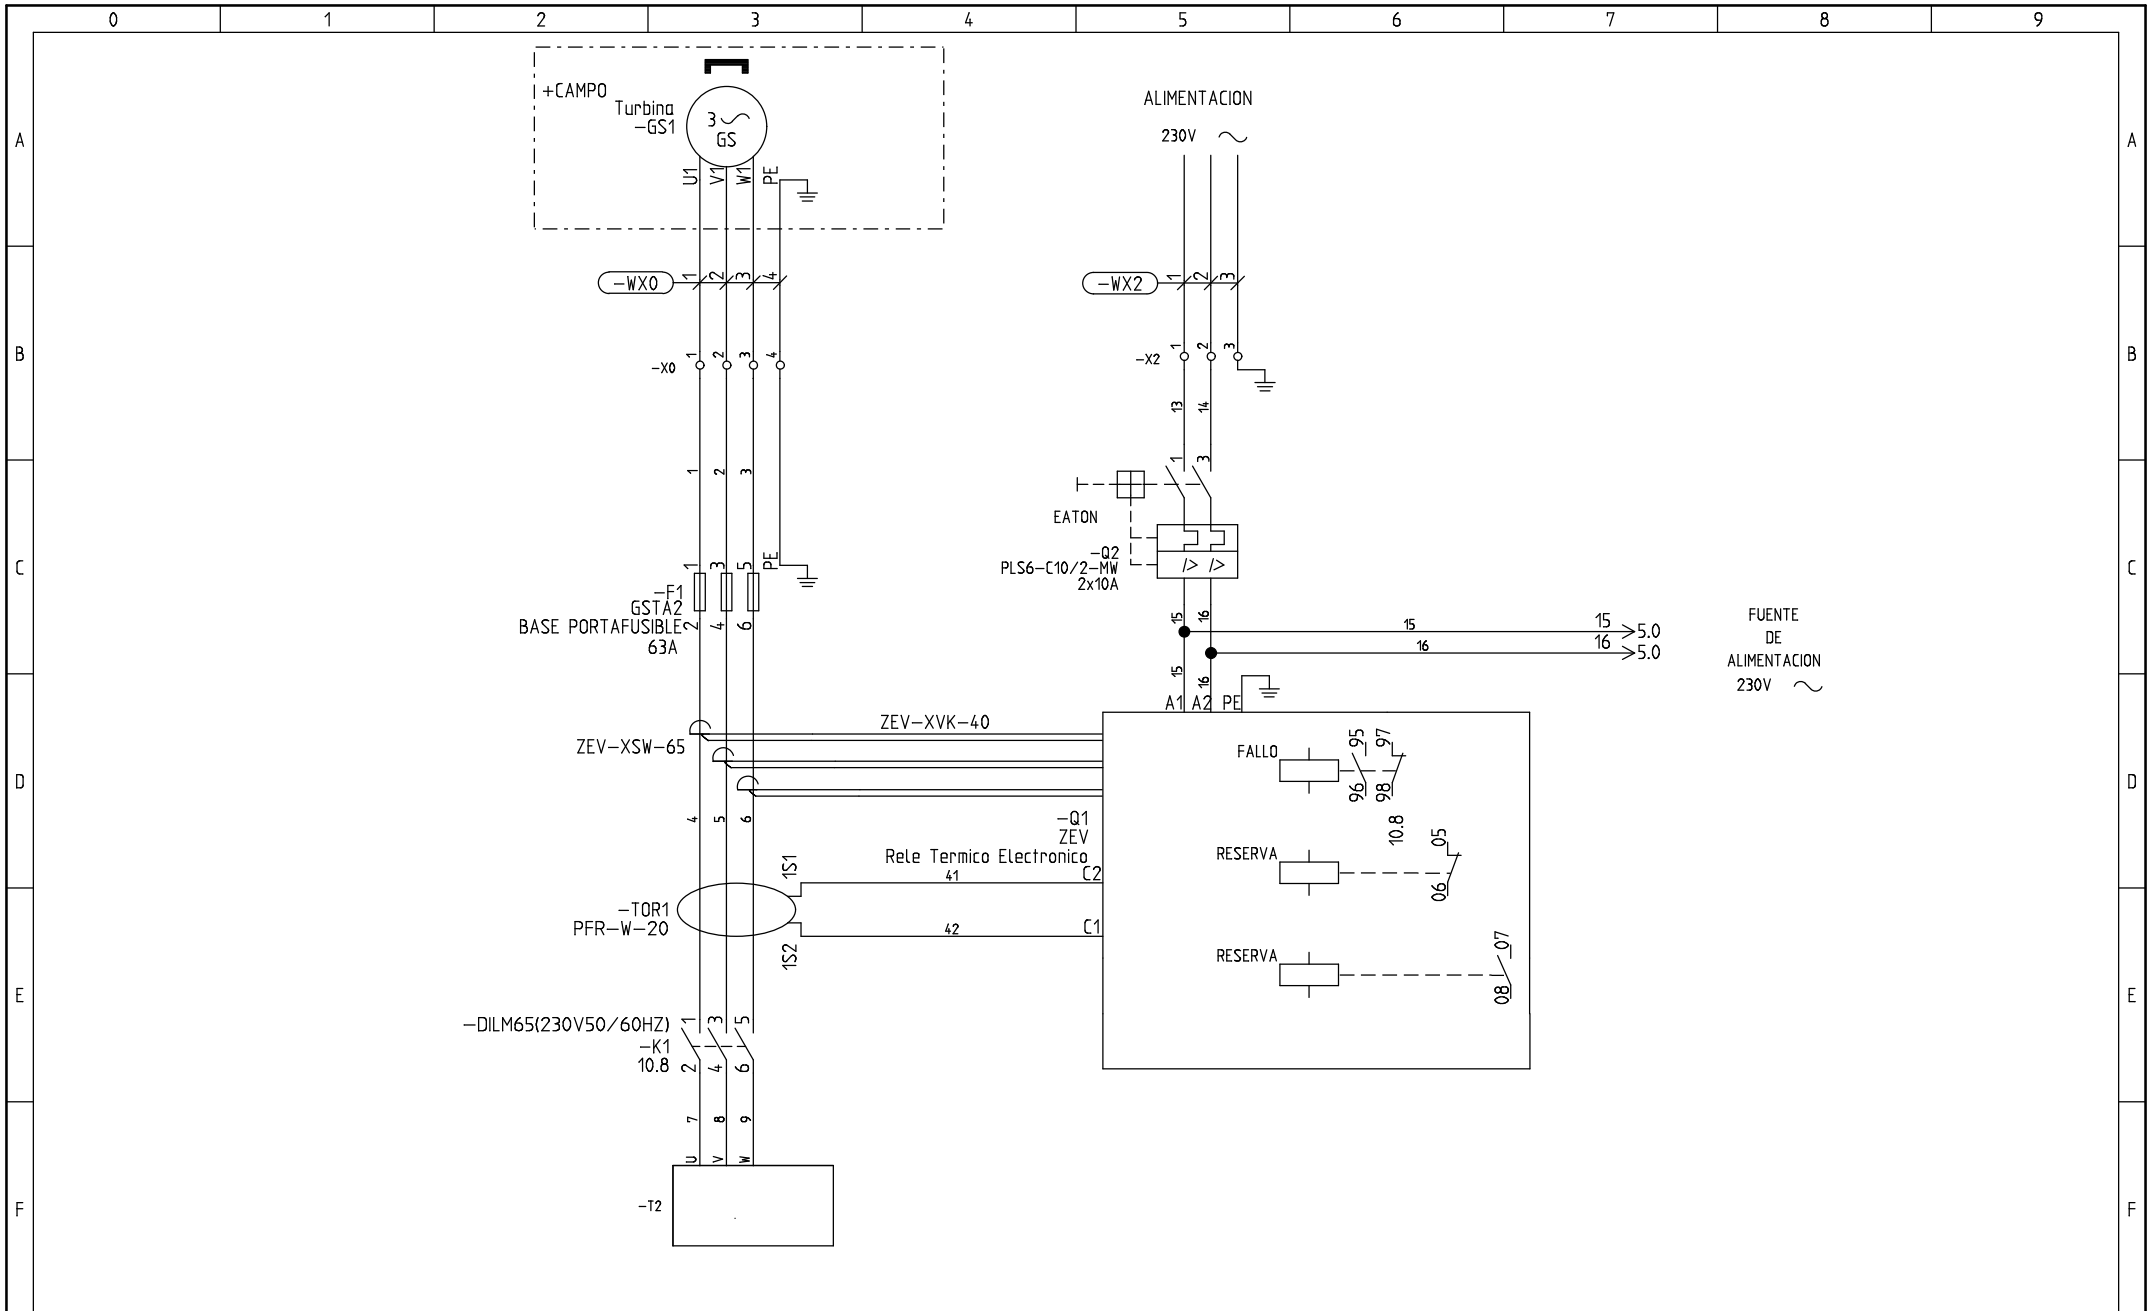 0 1 2 3 4 5 6 7 8 9
A A
B B
C C
D D
E E
F F
+CAMPO
Turbina
-GS1
3
GS
U1 V1 W1 PE
-WX0
1 2 3 4
-X0
1 2 3 4
1 2 3
1 3 5 PE
-F1
GSTA2
BASE PORTAFUSIBLE
63A
2 4 6
ZEV-XSW-65
ZEV-XVK-40
4 5 6
-TOR1
PFR-W-20
1S1
1S2
41
42
-DILM65(230V50/60HZ)
-K1
10.8
1 3 5
2 4 6
7 8 9
U V W
-T2
ALIMENTACION
230V
-WX2
1 2 3
-X2
1 2 3
13 14
1 3
EATON
-Q2
PLS6-C10/2-MW
2x10A
15 16
15 15 5.0
16 16 5.0
15 16
FUENTE
DE
ALIMENTACION
230V
A1 A2 PE
-Q1
ZEV
Rele Termico Electronico
C2
C1
FALLO
95 97
96 98
10.8
RESERVA
05
06
RESERVA
07
08